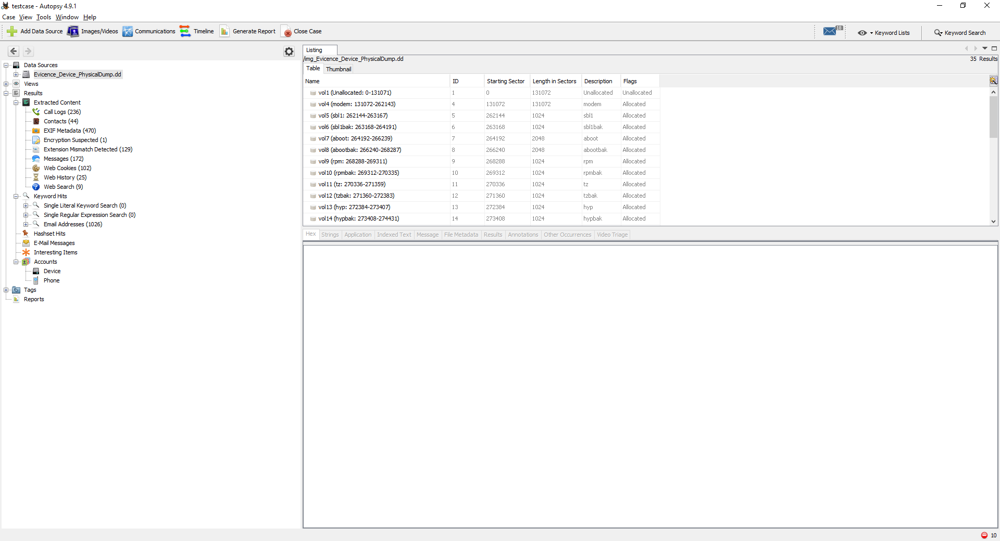 testcase - Autopsy 4.9.1
Case View Tools Window Help
Add Data Source Images/Videos Communications Timeline Generate Report Close Case 18 Keyword Lists Keyword Search
Data Sources
Evicence_Device_PhysicalDump.dd
Views
Results
Extracted Content
Call Logs (236)
Contacts (44)
EXIF Metadata (470)
Encryption Suspected (1)
Extension Mismatch Detected (129)
Messages (172)
Web Cookies (102)
Web History (25)
Web Search (9)
Keyword Hits
Single Literal Keyword Search (0)
Single Regular Expression Search (0)
Email Addresses (1026)
Hashset Hits
E-Mail Messages
Interesting Items
Accounts
Device
Phone
Tags
Reports
Listing
/img_Evicence_Device_PhysicalDump.dd 35 Results
Table Thumbnail
Name ID Starting Sector Length in Sectors Description Flags
vol1 (Unallocated: 0-131071) 1 0 131072 Unallocated Unallocated
vol4 (modem: 131072-262143) 4 131072 131072 modem Allocated
vol5 (sbl1: 262144-263167) 5 262144 1024 sbl1 Allocated
vol6 (sbl1bak: 263168-264191) 6 263168 1024 sbl1bak Allocated
vol7 (aboot: 264192-266239) 7 264192 2048 aboot Allocated
vol8 (abootbak: 266240-268287) 8 266240 2048 abootbak Allocated
vol9 (rpm: 268288-269311) 9 268288 1024 rpm Allocated
vol10 (rpmbak: 269312-270335) 10 269312 1024 rpmbak Allocated
vol11 (tz: 270336-271359) 11 270336 1024 tz Allocated
vol12 (tzbak: 271360-272383) 12 271360 1024 tzbak Allocated
vol13 (hyp: 272384-273407) 13 272384 1024 hyp Allocated
vol14 (hypbak: 273408-274431) 14 273408 1024 hypbak Allocated
Hex Strings Application Indexed Text Message File Metadata Results Annotations Other Occurrences Video Triage
10